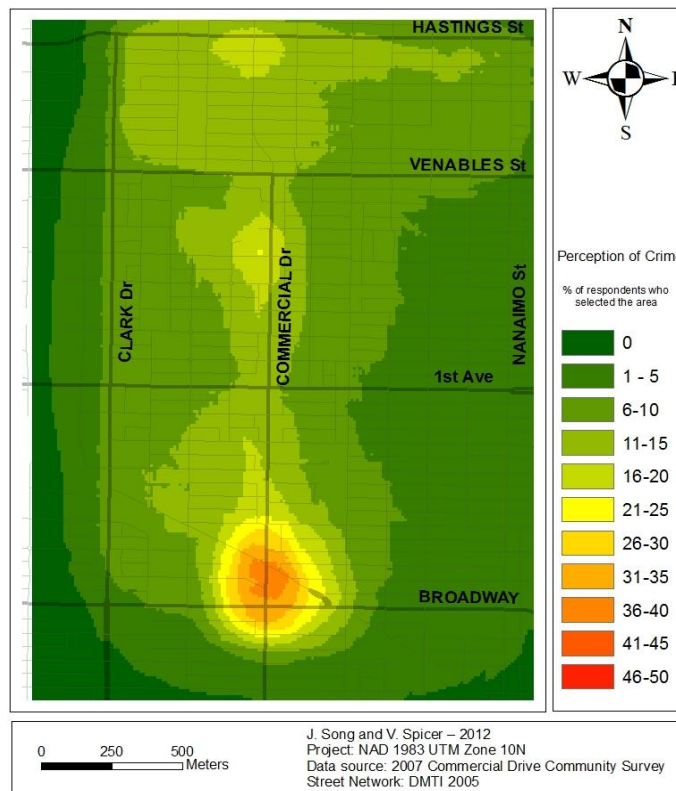 HASTINGS St
VENABLES St
CLARK Dr
COMMERCIAL Dr
NANAIMO St
1st Ave
BROADWAY
N
W
S
Perception of Crim
% of respondents who
selected the area
0
1 - 5
6-10
11-15
16-20
21-25
26-30
31-35
36-40
41-45
46-50
0 250 500
Meters
J. Song and V. Spicer – 2012
Project: NAD 1983 UTM Zone 10N
Data source: 2007 Commercial Drive Community Survey
Street Network: DMTI 2005